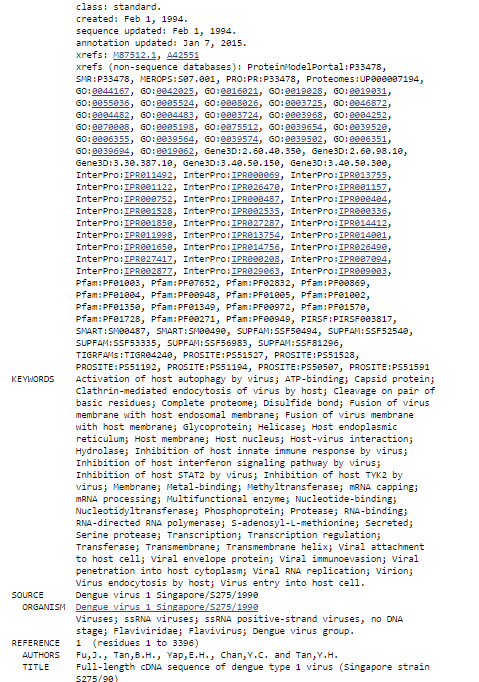 class: standard.
created: Feb 1, 1994.
sequence updated: Feb 1, 1994.
annotation updated: Jan 7, 2015.
xrefs: M87512.1, A42551
xrefs (non-sequence databases): ProteinModelPortal:P33478,
SMR:P33478, MEROPS:S07.001, PRO:PR:P33478, Proteomes:UP000007194,
GO:0044167, GO:0042025, GO:0016021, GO:0019028, GO:0019031,
GO:0055036, GO:0005524, GO:0008026, GO:0003725, GO:0046872,
GO:0004482, GO:0004483, GO:0003724, GO:0003968, GO:0004252,
GO:0070008, GO:0005198, GO:0075512, GO:0039654, GO:0039520,
GO:0006355, GO:0039564, GO:0039574, GO:0039502, GO:0006351,
GO:0039694, GO:0019062, Gene3D:2.60.40.350, Gene3D:2.60.98.10,
Gene3D:3.30.387.10, Gene3D:3.40.50.150, Gene3D:3.40.50.300,
InterPro:IPR011492, InterPro:IPR000069, InterPro:IPR013755,
InterPro:IPR001122, InterPro:IPR026470, InterPro:IPR001157,
InterPro:IPR000752, InterPro:IPR000487, InterPro:IPR000404,
InterPro:IPR001528, InterPro:IPR002535, InterPro:IPR000336,
InterPro:IPR001850, InterPro:IPR027287, InterPro:IPR014412,
InterPro:IPR011998, InterPro:IPR013754, InterPro:IPR014001,
InterPro:IPR001650, InterPro:IPR014756, InterPro:IPR026490,
InterPro:IPR027417, InterPro:IPR000208, InterPro:IPR007094,
InterPro:IPR002877, InterPro:IPR029063, InterPro:IPR009003,
Pfam:PF01003, Pfam:PF07652, Pfam:PF02832, Pfam:PF00869,
Pfam:PF01004, Pfam:PF00948, Pfam:PF01005, Pfam:PF01002,
Pfam:PF01350, Pfam:PF01349, Pfam:PF00972, Pfam:PF01570,
Pfam:PF01728, Pfam:PF00271, Pfam:PF00949, PIRSF:PIRSF003817,
SMART:SM00487, SMART:SM00490, SUPFAM:SSF50494, SUPFAM:SSF52540,
SUPFAM:SSF53335, SUPFAM:SSF56983, SUPFAM:SSF81296,
TIGRFAMs:TIGR04240, PROSITE:PS51527, PROSITE:PS51528,
PROSITE:PS51192, PROSITE:PS51194, PROSITE:PS50507, PROSITE:PS51591
KEYWORDS Activation of host autophagy by virus; ATP-binding; Capsid protein;
Clathrin-mediated endocytosis of virus by host; Cleavage on pair of
basic residues; Complete proteome; Disulfide bond; Fusion of virus
membrane with host endosomal membrane; Fusion of virus membrane
with host membrane; Glycoprotein; Helicase; Host endoplasmic
reticulum; Host membrane; Host nucleus; Host-virus interaction;
Hydrolase; Inhibition of host innate immune response by virus;
Inhibition of host interferon signaling pathway by virus;
Inhibition of host STAT2 by virus; Inhibition of host TYK2 by
virus; Membrane; Metal-binding; Methyltransferase; mRNA capping;
mRNA processing; Multifunctional enzyme; Nucleotide-binding;
Nucleotidyltransferase; Phosphoprotein; Protease; RNA-binding;
RNA-directed RNA polymerase; S-adenosyl-L-methionine; Secreted;
Serine protease; Transcription; Transcription regulation;
Transferase; Transmembrane; Transmembrane helix; Viral attachment
to host cell; Viral envelope protein; Viral immunoevasion; Viral
penetration into host cytoplasm; Viral RNA replication; Virion;
Virus endocytosis by host; Virus entry into host cell.
SOURCE Dengue virus 1 Singapore/S275/1990
ORGANISM Dengue virus 1 Singapore/S275/1990
Viruses; ssRNA viruses; ssRNA positive-strand viruses, no DNA
stage; Flaviviridae; Flavivirus; Dengue virus group.
REFERENCE 1 (residues 1 to 3396)
AUTHORS Fu,J., Tan,B.H., Yap,E.H., Chan,Y.C. and Tan,Y.H.
TITLE Full-length cDNA sequence of dengue type 1 virus (Singapore strain
S275/90)